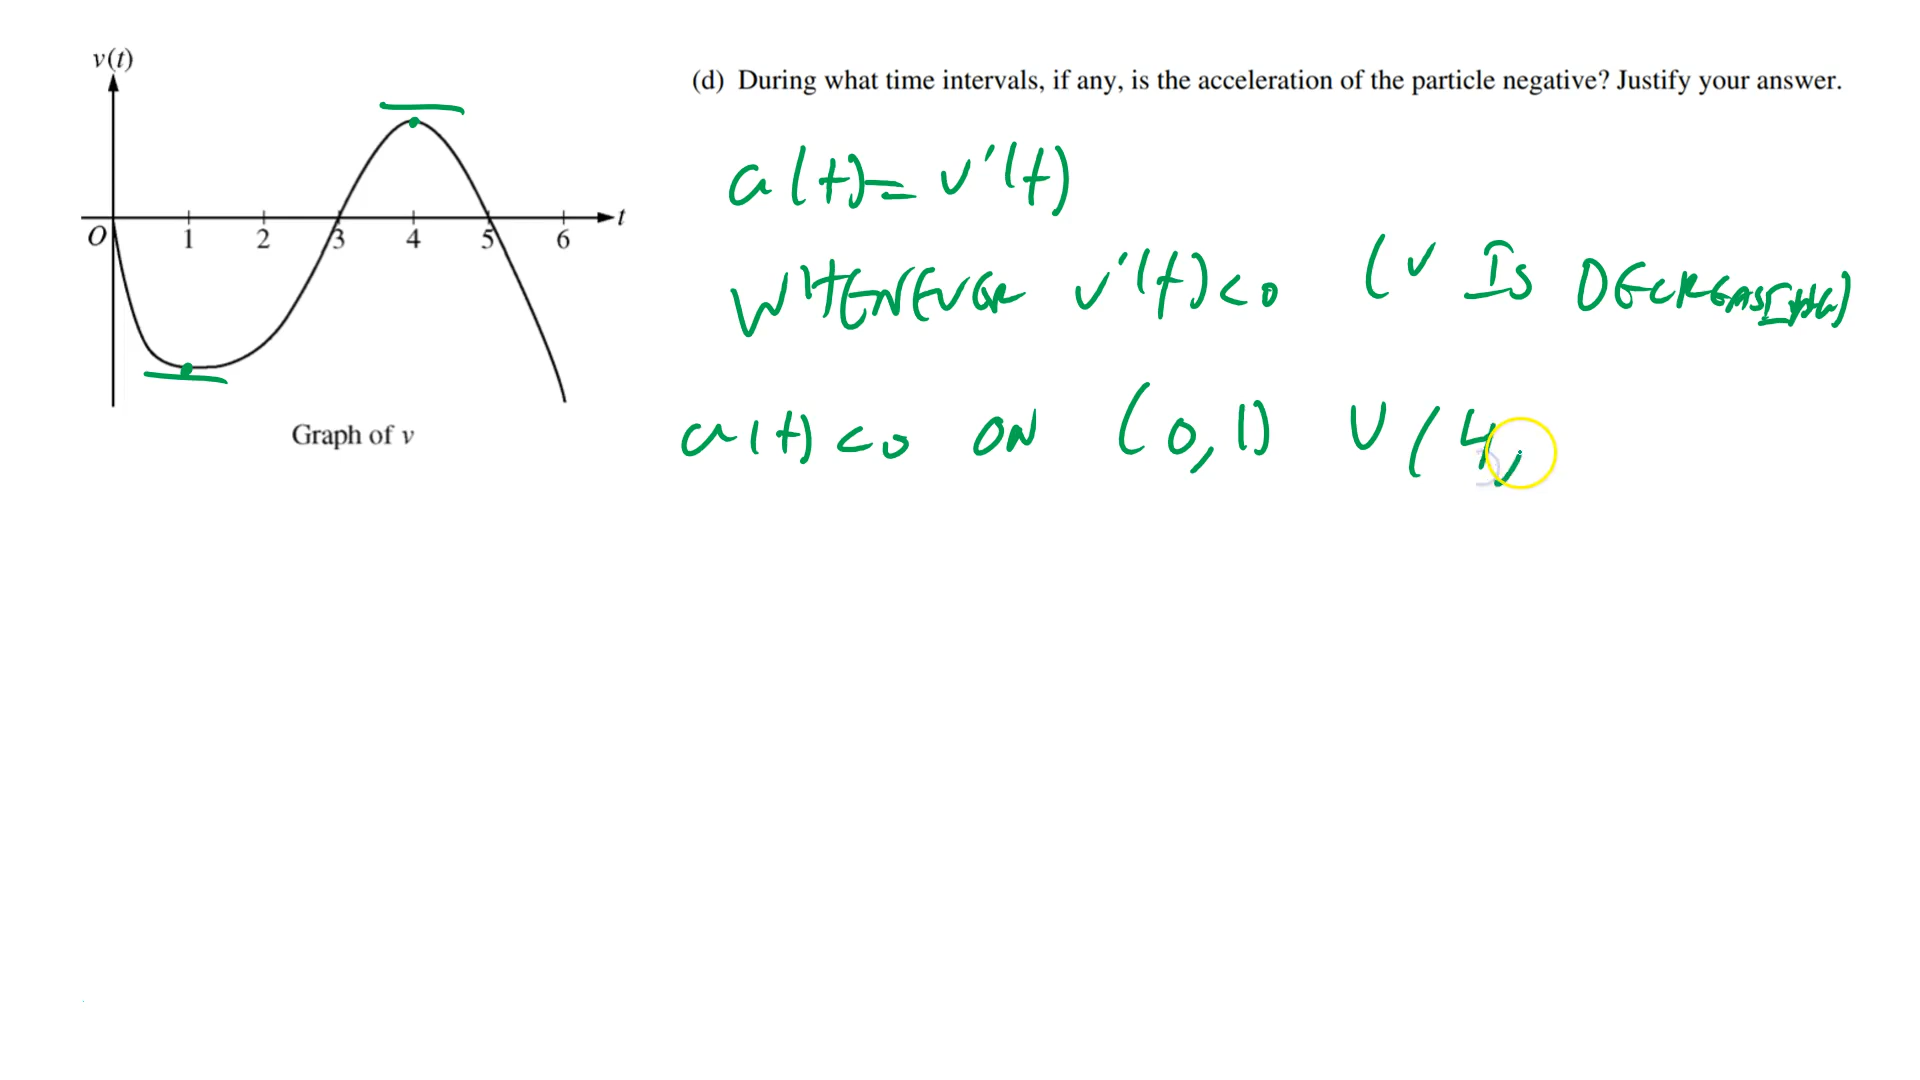 v(t)
(d) During what time intervals, if any, is the acceleration of the particle negative? Justify your answer.
a(t)=v'(t)
O 1 2 3 4 5 6 t
WHENEVER v'(t)<0 (v IS DECREASING)
a(t)<0 ON (0,1) U (4,
Graph of v